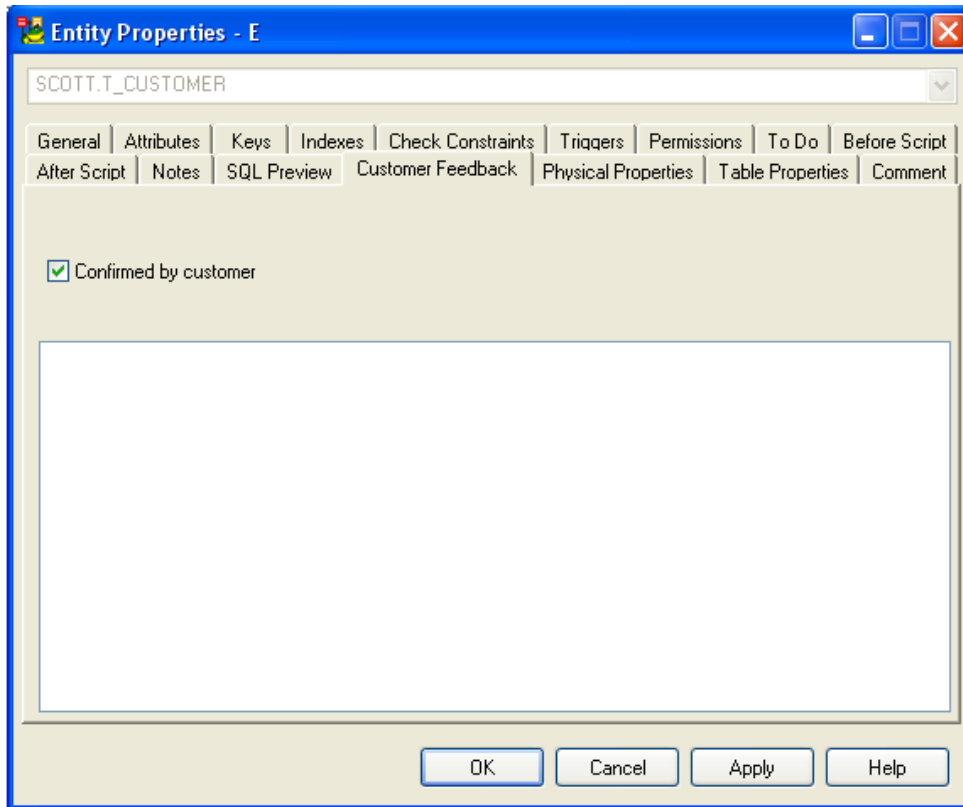 Entity Properties - E
SCOTT.T_CUSTOMER
General Attributes Keys Indexes Check Constraints Triggers Permissions To Do Before Script
After Script Notes SQL Preview Customer Feedback Physical Properties Table Properties Comment
Confirmed by customer
OK Cancel Apply Help